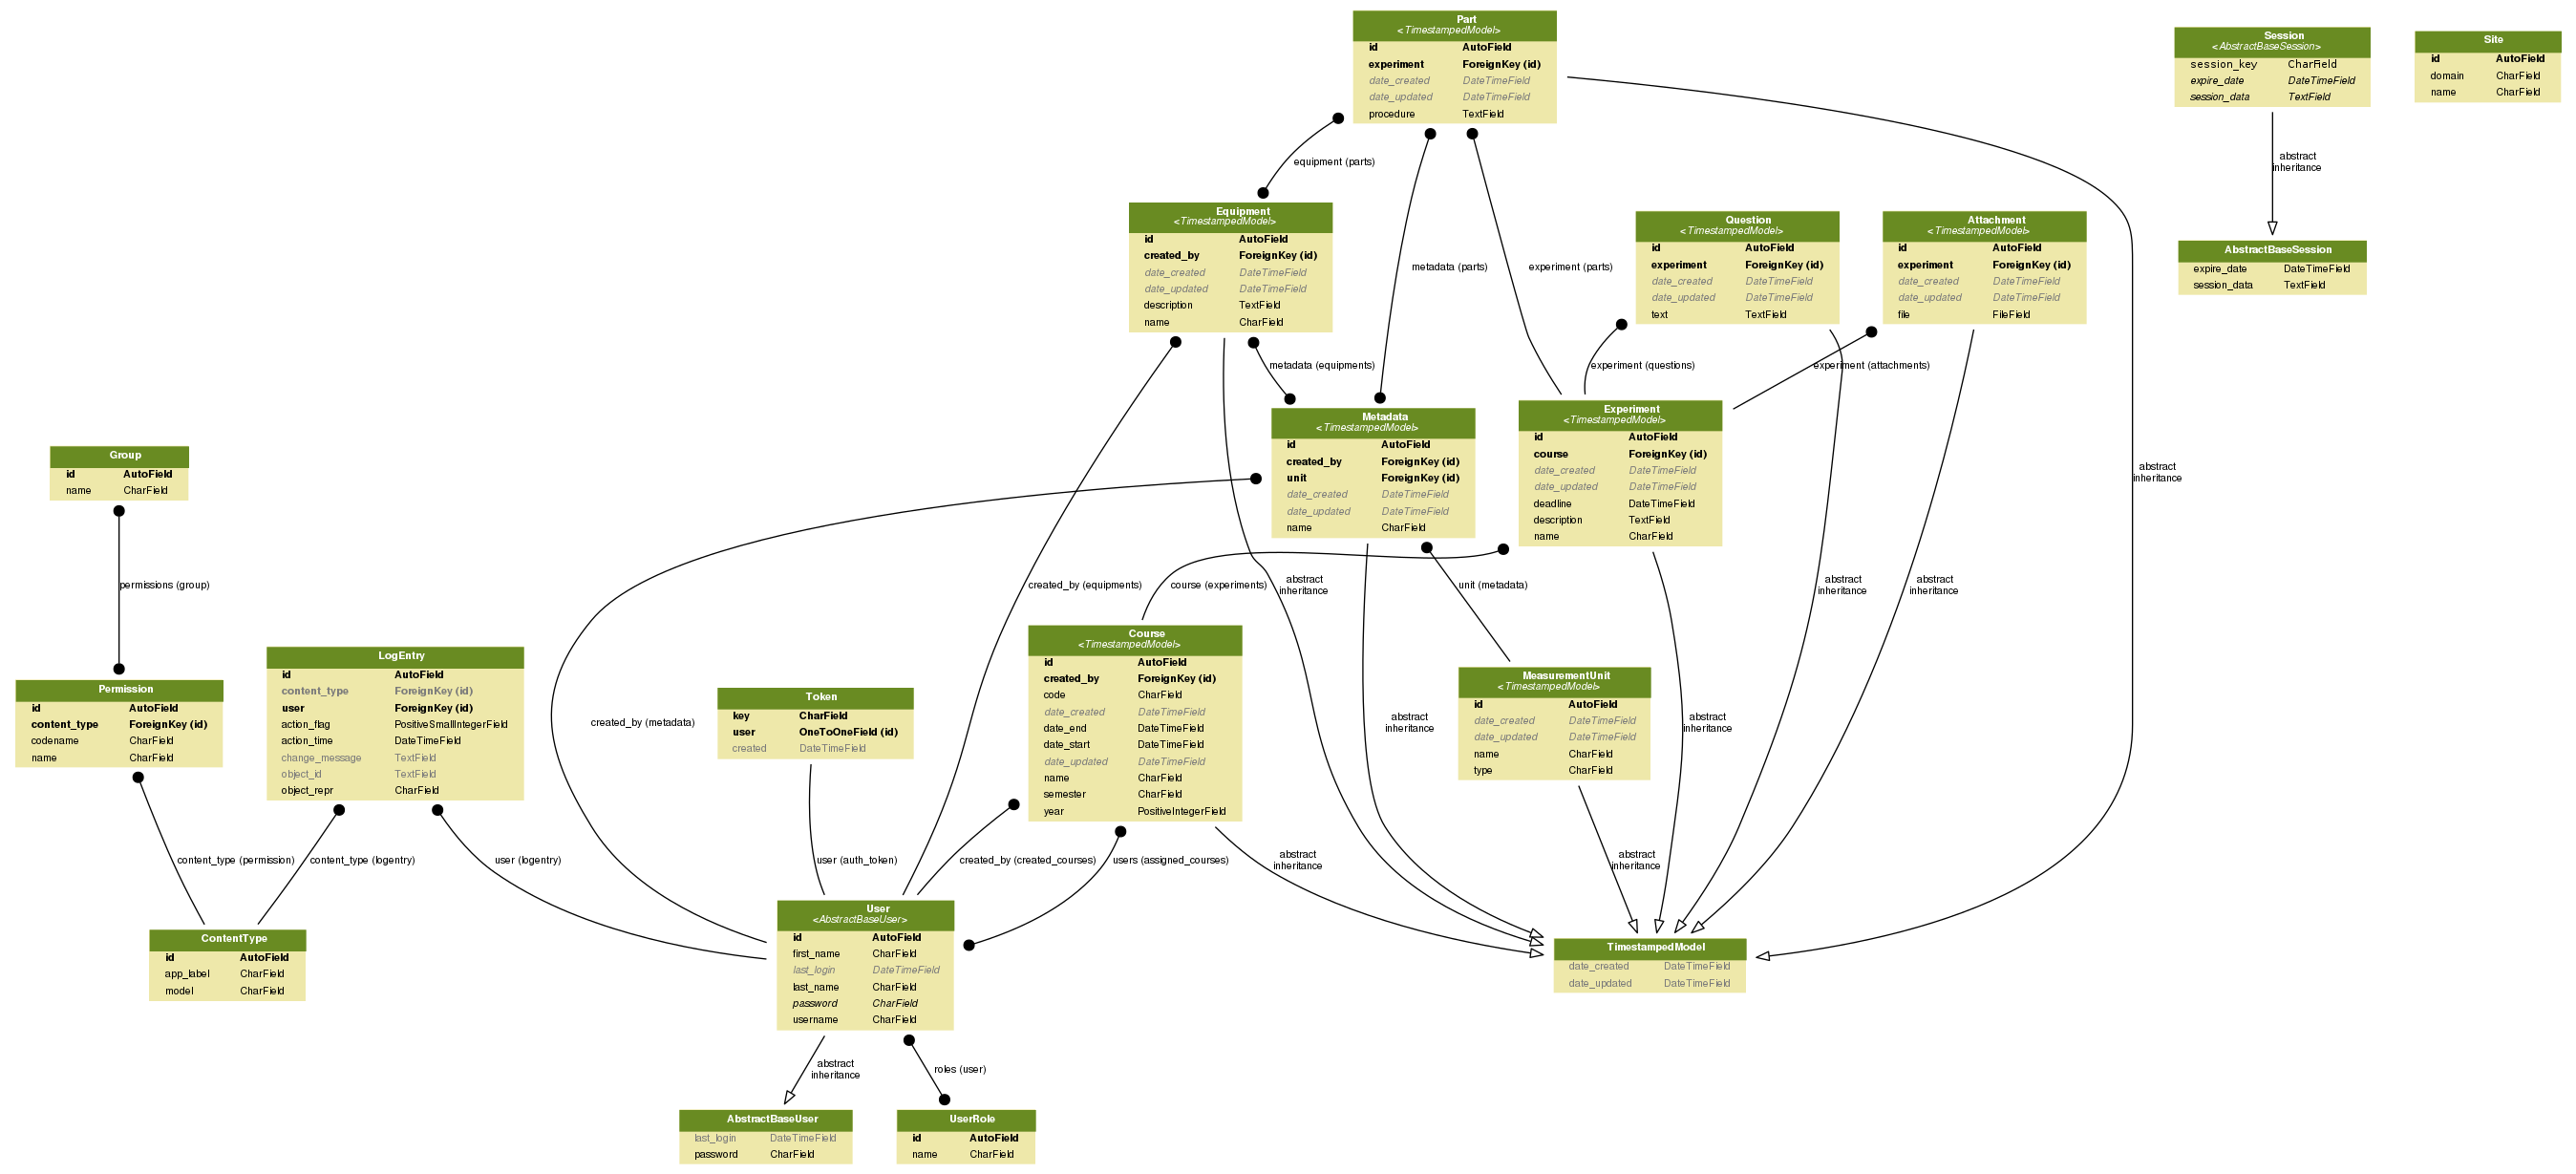 Part
<TimestampedModel>
id AutoField
experiment ForeignKey (id)
date_created DateTimeField
date_updated DateTimeField
procedure TextField
Session
<AbstractBaseSession>
session_key CharField
expire_date DateTimeField
session_data TextField
Site
id AutoField
domain CharField
name CharField
equipment (parts)
abstract
inheritance
Equipment
<TimestampedModel>
id AutoField
created_by ForeignKey (id)
date_created DateTimeField
date_updated DateTimeField
description TextField
name CharField
metadata (parts)
experiment (parts)
Question
<TimestampedModel>
id AutoField
experiment ForeignKey (id)
date_created DateTimeField
date_updated DateTimeField
text TextField
Attachment
<TimestampedModel>
id AutoField
experiment ForeignKey (id)
date_created DateTimeField
date_updated DateTimeField
file FileField
AbstractBaseSession
expire_date DateTimeField
session_data TextField
metadata (equipments)
experiment (questions)
experiment (attachments)
Metadata
<TimestampedModel>
id AutoField
created_by ForeignKey (id)
unit ForeignKey (id)
date_created DateTimeField
date_updated DateTimeField
name CharField
Experiment
<TimestampedModel>
id AutoField
course ForeignKey (id)
date_created DateTimeField
date_updated DateTimeField
deadline DateTimeField
description TextField
name CharField
abstract
inheritance
Group
id AutoField
name CharField
permissions (group)
created_by (equipments)
course (experiments)
abstract
inheritance
unit (metadata)
abstract
inheritance
abstract
inheritance
Permission
id AutoField
content_type ForeignKey (id)
codename CharField
name CharField
LogEntry
id AutoField
content_type ForeignKey (id)
user ForeignKey (id)
action_flag PositiveSmallIntegerField
action_time DateTimeField
change_message TextField
object_id TextField
object_repr CharField
created_by (metadata)
Token
key CharField
user OneToOneField (id)
created DateTimeField
Course
<TimestampedModel>
id AutoField
created_by ForeignKey (id)
code CharField
date_created DateTimeField
date_end DateTimeField
date_start DateTimeField
date_updated DateTimeField
name CharField
semester CharField
year PositiveIntegerField
abstract
inheritance
MeasurementUnit
<TimestampedModel>
id AutoField
date_created DateTimeField
date_updated DateTimeField
name CharField
type CharField
abstract
inheritance
content_type (permission)
content_type (logentry)
user (logentry)
user (auth_token)
created_by (created_courses)
users (assigned_courses)
abstract
inheritance
abstract
inheritance
ContentType
id AutoField
app_label CharField
model CharField
User
<AbstractBaseUser>
id AutoField
first_name CharField
last_login DateTimeField
last_name CharField
password CharField
username CharField
TimestampedModel
date_created DateTimeField
date_updated DateTimeField
abstract
inheritance
roles (user)
AbstractBaseUser
last_login DateTimeField
password CharField
UserRole
id AutoField
name CharField